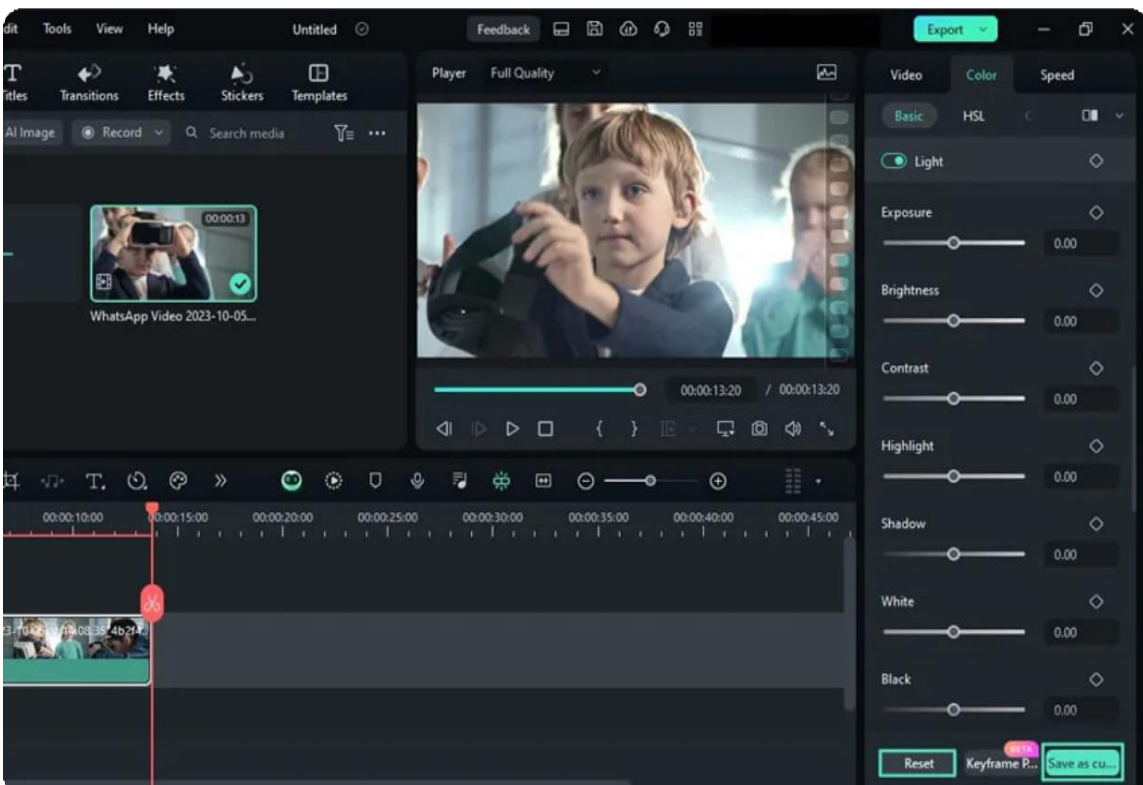 dit Tools View Help Untitled Feedback Export
Titles Transitions Effects Stickers Templates
AI Image Record Search media
00:00:13
WhatsApp Video 2023-10-05...
Player Full Quality
00:00:13:20 / 00:00:13:20
Video Color Speed
Basic HSL
Light
Exposure
0.00
Brightness
0.00
Contrast
0.00
Highlight
0.00
Shadow
0.00
White
0.00
Black
0.00
BETA
Reset Keyframe P... Save as cu...
00:00:10:00 00:00:15:00 00:00:20:00 00:00:25:00 00:00:30:00 00:00:35:00 00:00:40:00 00:00:45:00